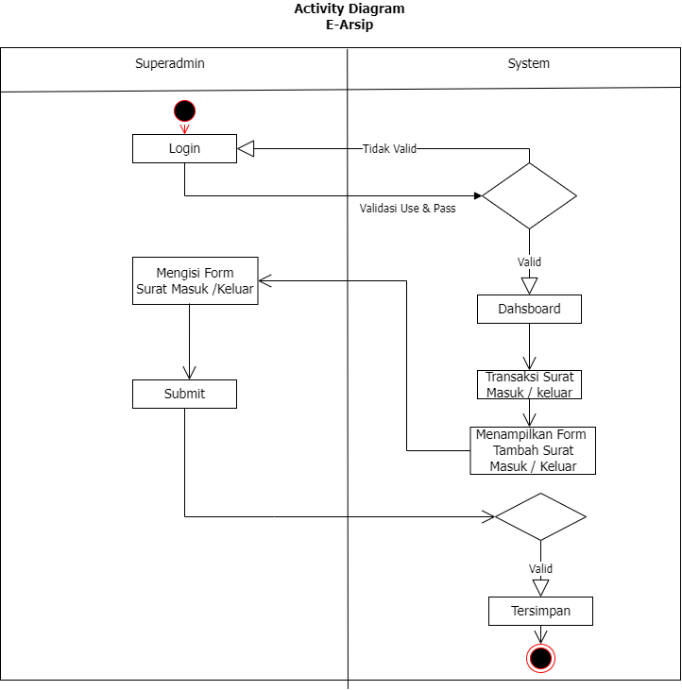 Activity Diagram
E-Arsip
Superadmin
System
Login
Tidak Valid
Validasi Use & Pass
Valid
Mengisi Form
Surat Masuk /Keluar
Dahsboard
Submit
Transaksi Surat
Masuk / keluar
Menampilkan Form
Tambah Surat
Masuk / Keluar
Valid
Tersimpan